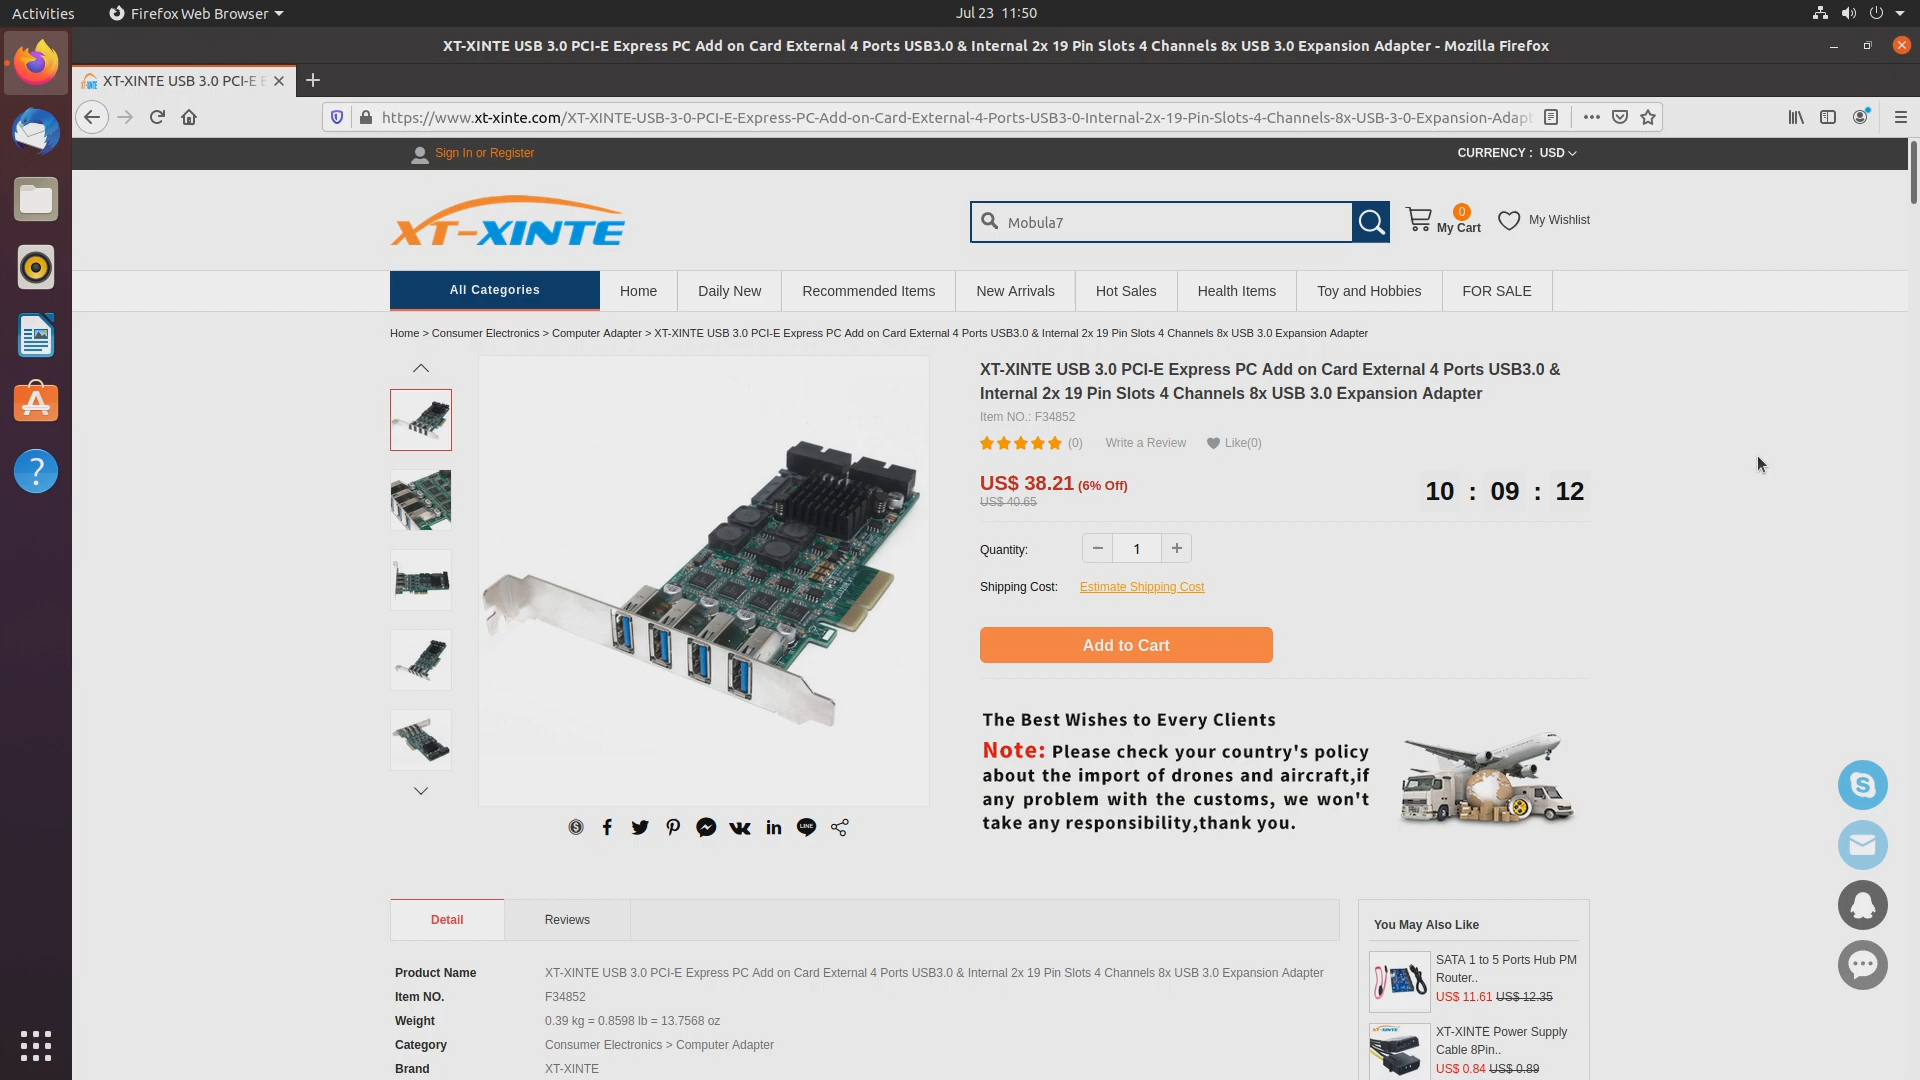 Activities
Firefox Web Browser
Jul 23 11:50
XT-XINTE USB 3.0 PCI-E Express PC Add on Card External 4 Ports USB3.0 & Internal 2x 19 Pin Slots 4 Channels 8x USB 3.0 Expansion Adapter - Mozilla Firefox
XT-XINTE USB 3.0 PCI-E E
https://www.xt-xinte.com/XT-XINTE-USB-3-0-PCI-E-Express-PC-Add-on-Card-External-4-Ports-USB3-0-Internal-2x-19-Pin-Slots-4-Channels-8x-USB-3-0-Expansion-Adapt
Sign In or Register
CURRENCY : USD
XT-XINTE
Mobula7
0
My Cart
My Wishlist
All Categories
Home
Daily New
Recommended Items
New Arrivals
Hot Sales
Health Items
Toy and Hobbies
FOR SALE
Home > Consumer Electronics > Computer Adapter > XT-XINTE USB 3.0 PCI-E Express PC Add on Card External 4 Ports USB3.0 & Internal 2x 19 Pin Slots 4 Channels 8x USB 3.0 Expansion Adapter
XT-XINTE USB 3.0 PCI-E Express PC Add on Card External 4 Ports USB3.0 &
Internal 2x 19 Pin Slots 4 Channels 8x USB 3.0 Expansion Adapter
Item NO.: F34852
(0)
Write a Review
Like(0)
US$ 38.21 (6% Off)
US$ 40.65
10 : 09 : 12
Quantity:
1
Shipping Cost:
Estimate Shipping Cost
Add to Cart
The Best Wishes to Every Clients
Note: Please check your country's policy
about the import of drones and aircraft,if
any problem with the customs, we won't
take any responsibility,thank you.
LINE
Detail
Reviews
Product Name
XT-XINTE USB 3.0 PCI-E Express PC Add on Card External 4 Ports USB3.0 & Internal 2x 19 Pin Slots 4 Channels 8x USB 3.0 Expansion Adapter
Item NO.
F34852
Weight
0.39 kg = 0.8598 lb = 13.7568 oz
Category
Consumer Electronics > Computer Adapter
Brand
XT-XINTE
You May Also Like
SATA 1 to 5 Ports Hub PM
Router..
US$ 11.61 US$ 12.35
XT-XINTE Power Supply
Cable 8Pin..
US$ 0.84 US$ 0.89